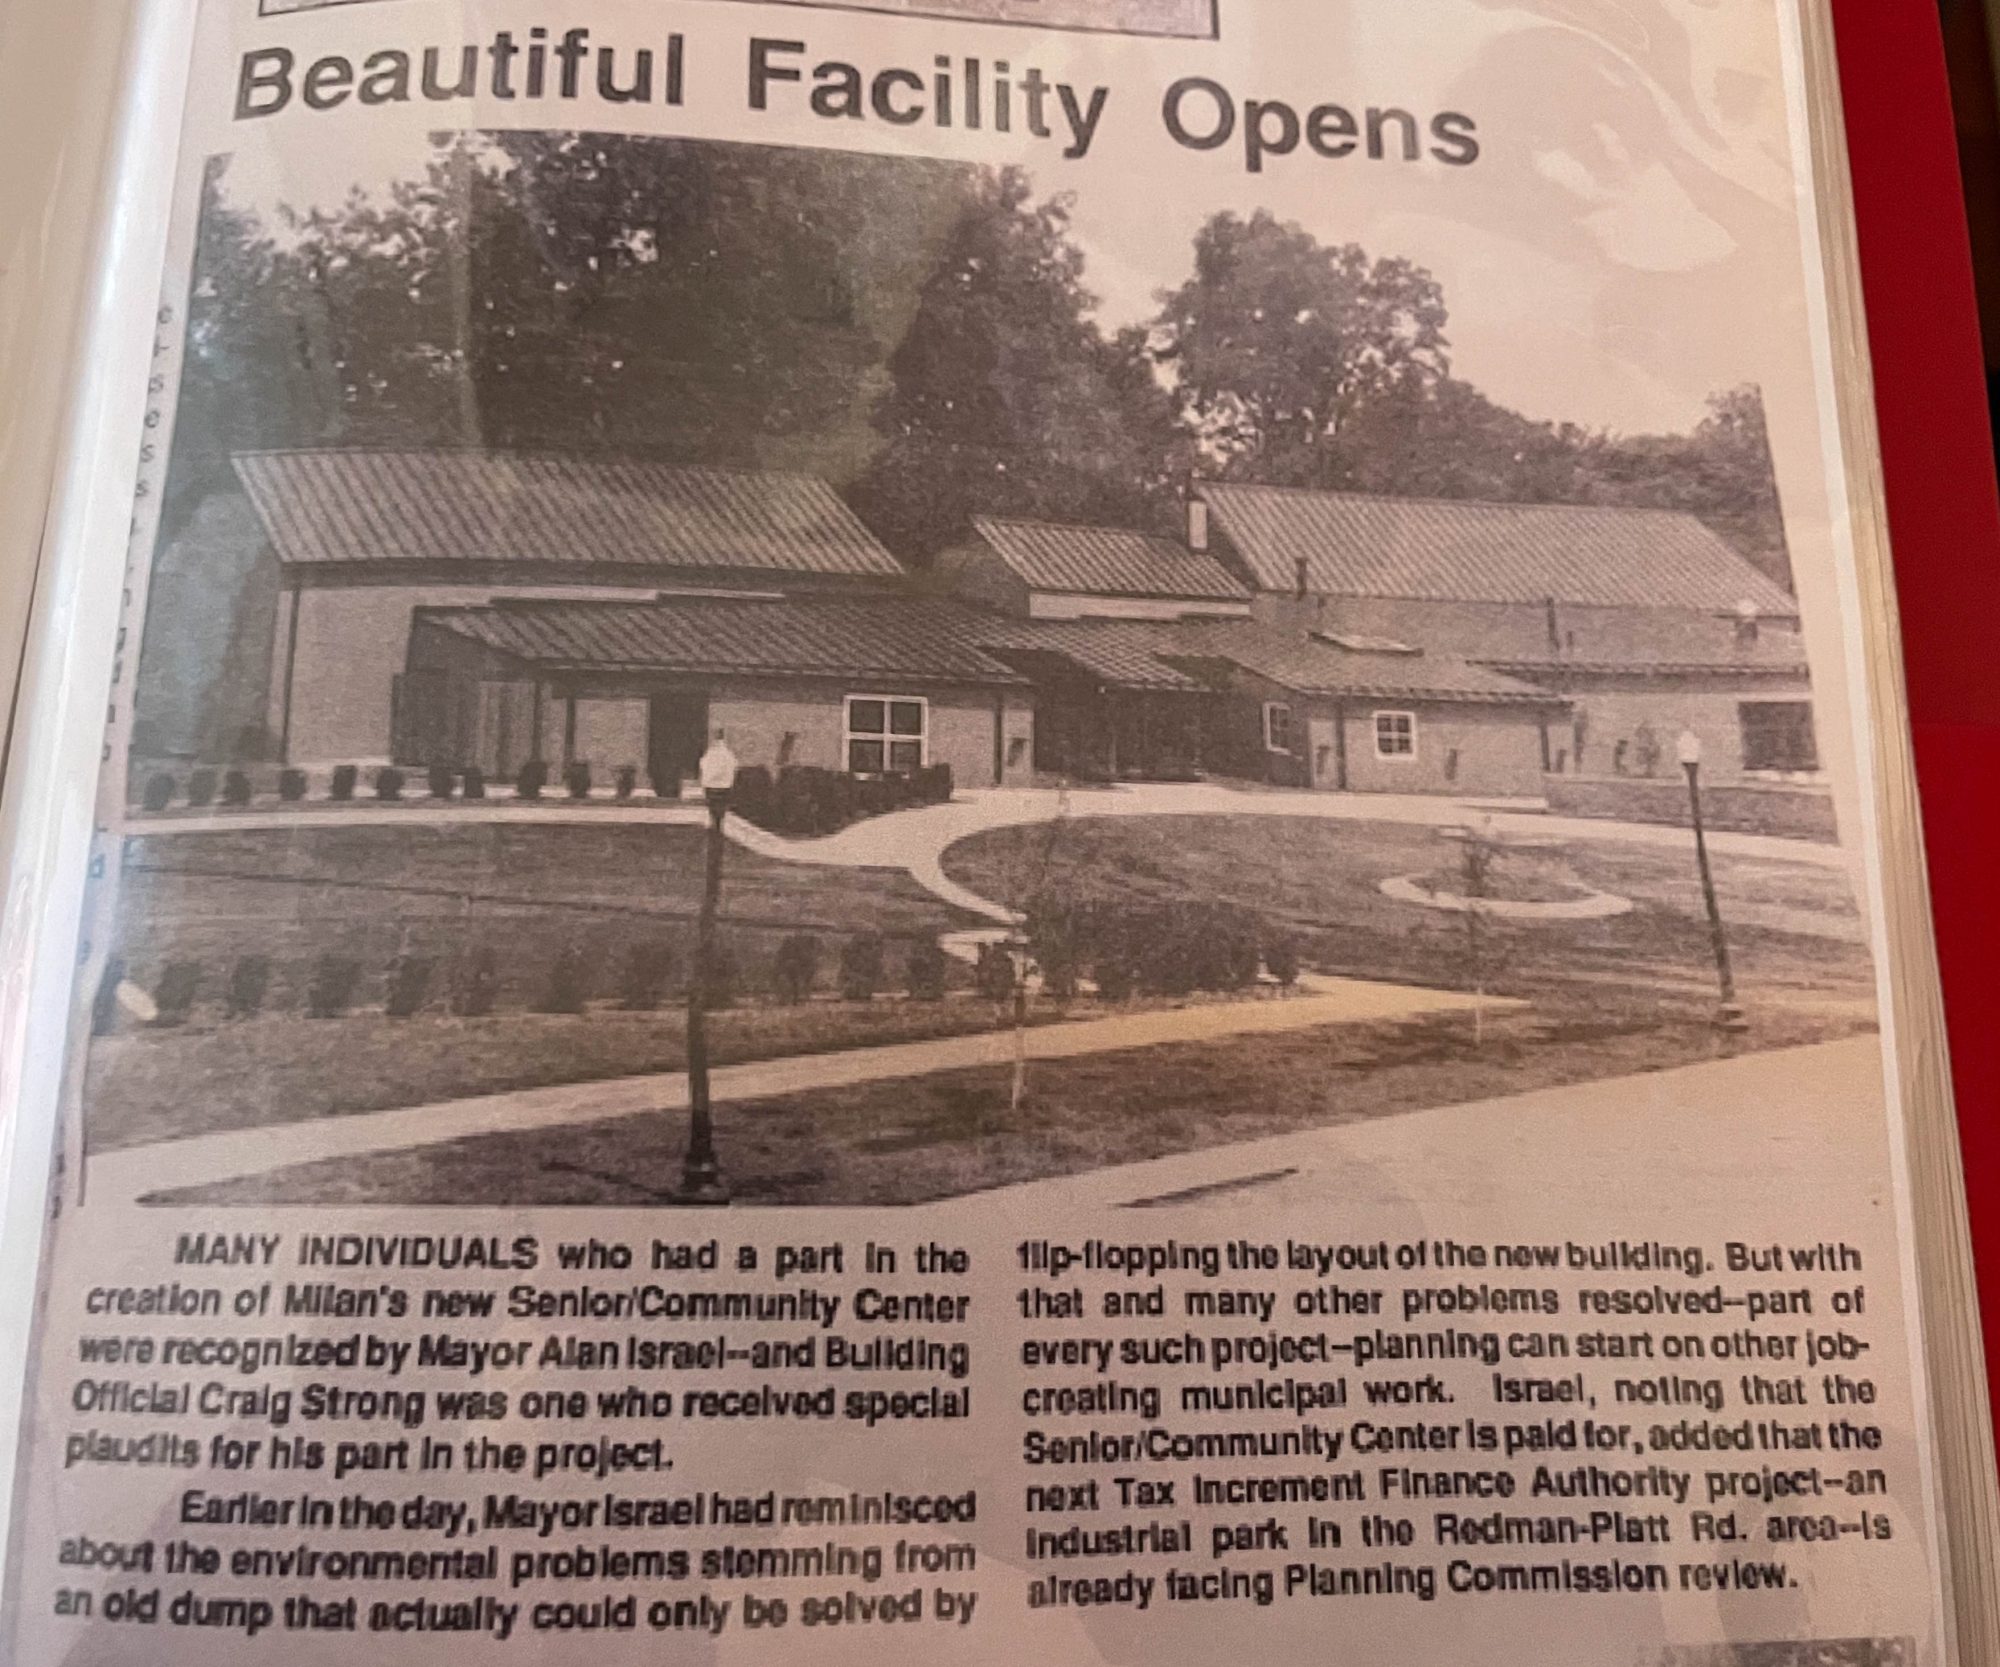 Beautiful Facility Opens
MANY INDIVIDUALS who had a part in the
creation of Milan's new Senior/Community Center
were recognized by Mayor Alan Israel--and Building
Official Craig Strong was one who received special
plaudits for his part in the project.
Earlier in the day, Mayor Israel had reminisced
about the environmental problems stemming from
an old dump that actually could only be solved by
flip-flopping the layout of the new building. But with
that and many other problems resolved--part of
every such project--planning can start on other job-
creating municipal work. Israel, noting that the
Senior/Community Center is paid for, added that the
next Tax Increment Finance Authority project--an
industrial park in the Redman-Platt Rd. area--is
already facing Planning Commission review.